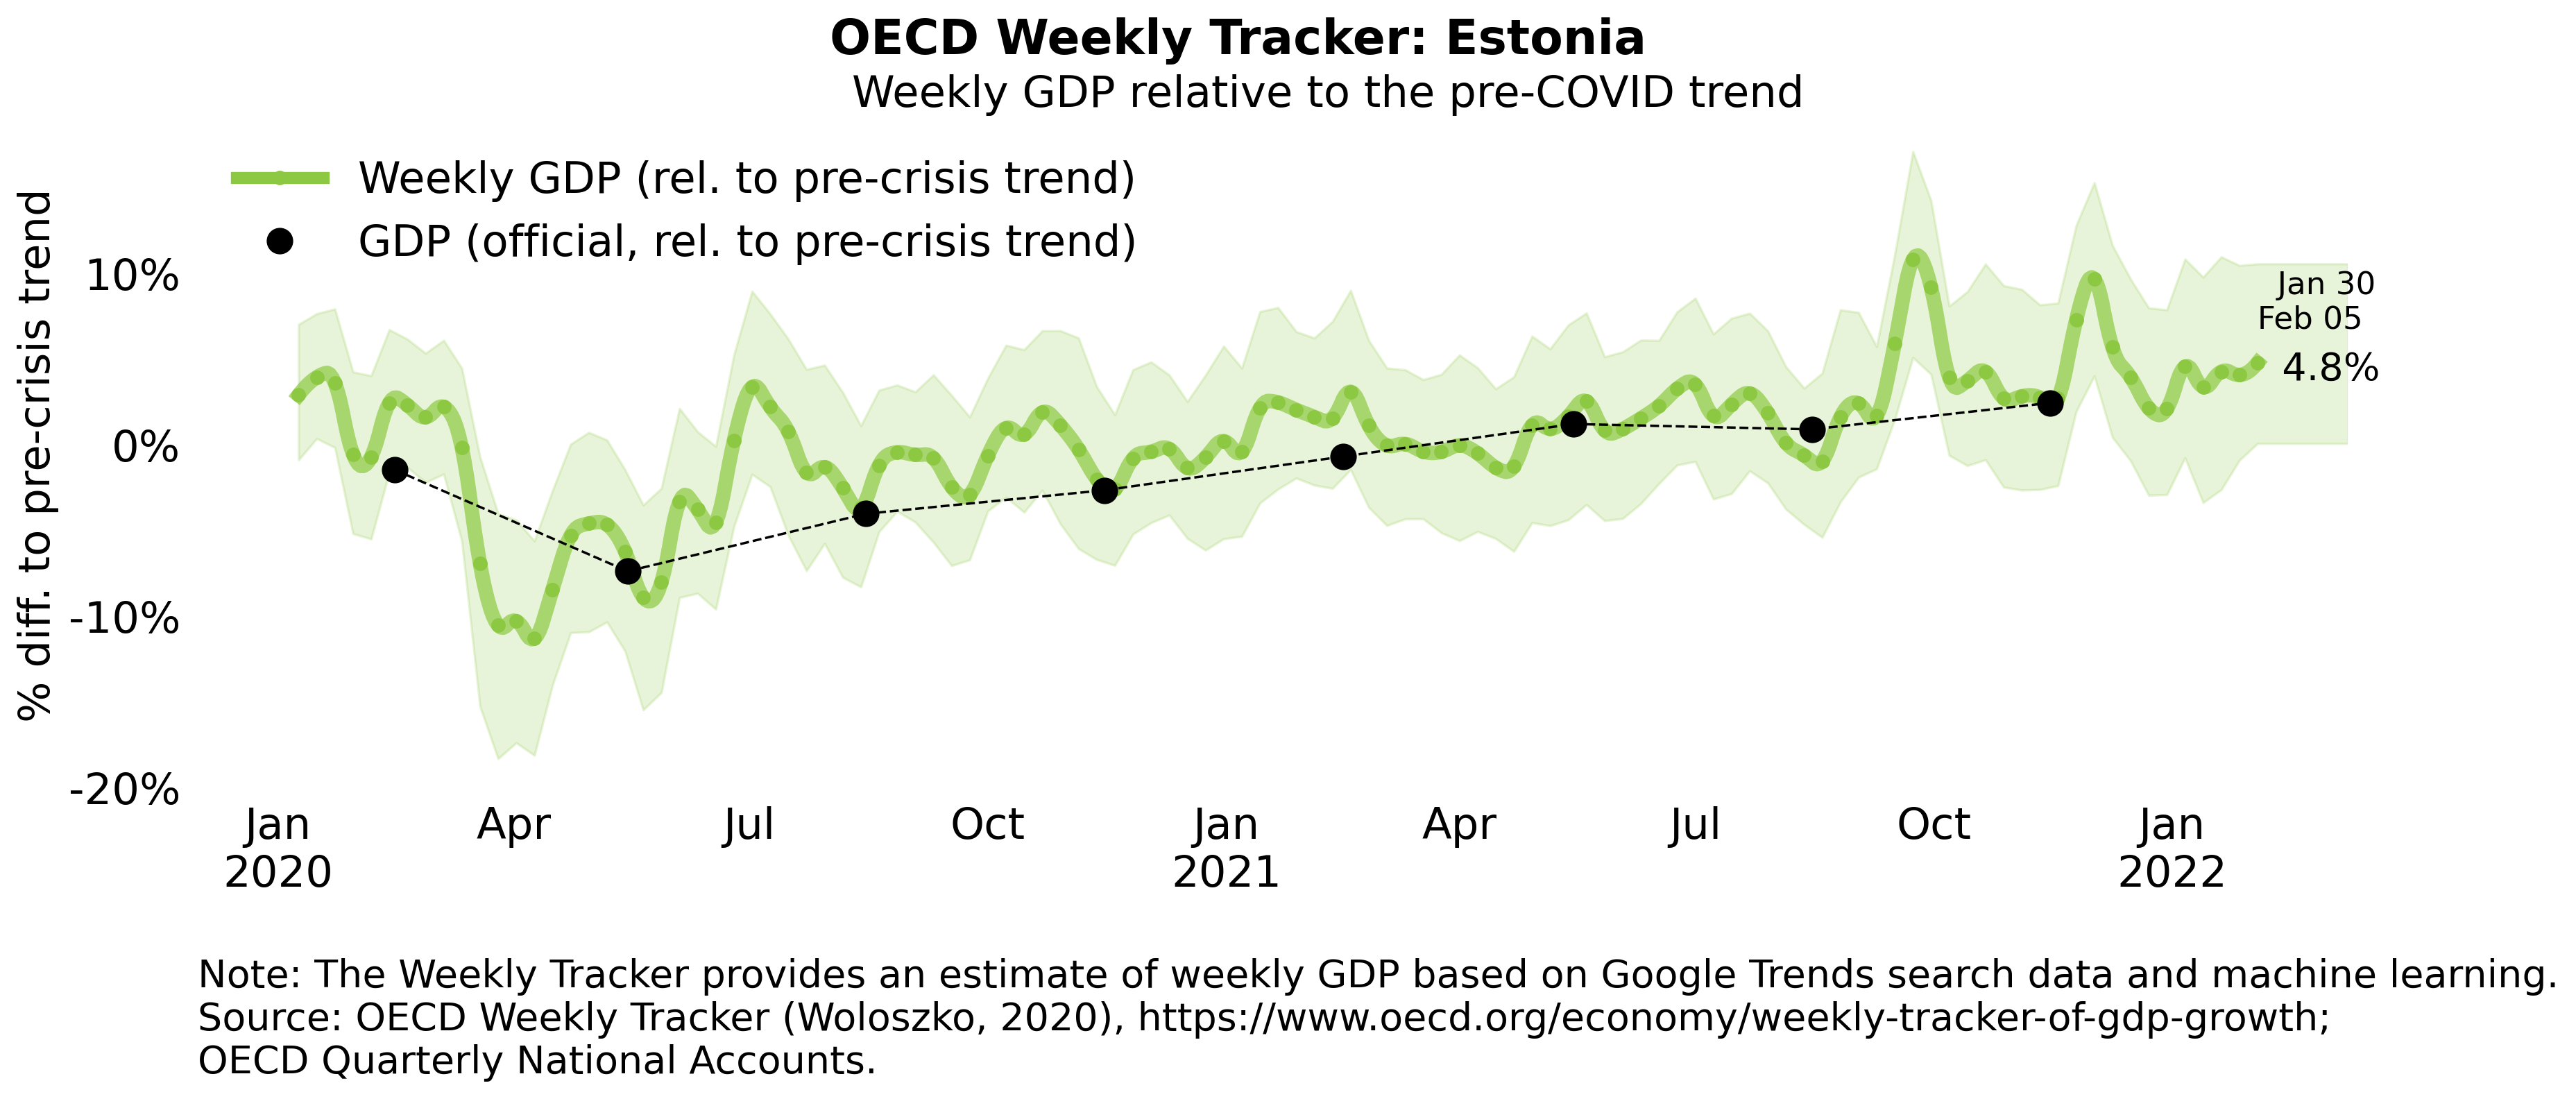 OECD Weekly Tracker: Estonia
Weekly GDP relative to the pre-COVID trend
Weekly GDP (rel. to pre-crisis trend)
GDP (official, rel. to pre-crisis trend)
% diff. to pre-crisis trend
10%
0%
-10%
-20%
Jan 30
Feb 05
4.8%
Jan Apr Jul Oct Jan Apr Jul Oct Jan
2020 2021 2022
Note: The Weekly Tracker provides an estimate of weekly GDP based on Google Trends search data and machine learning.
Source: OECD Weekly Tracker (Woloszko, 2020), https://www.oecd.org/economy/weekly-tracker-of-gdp-growth;
OECD Quarterly National Accounts.